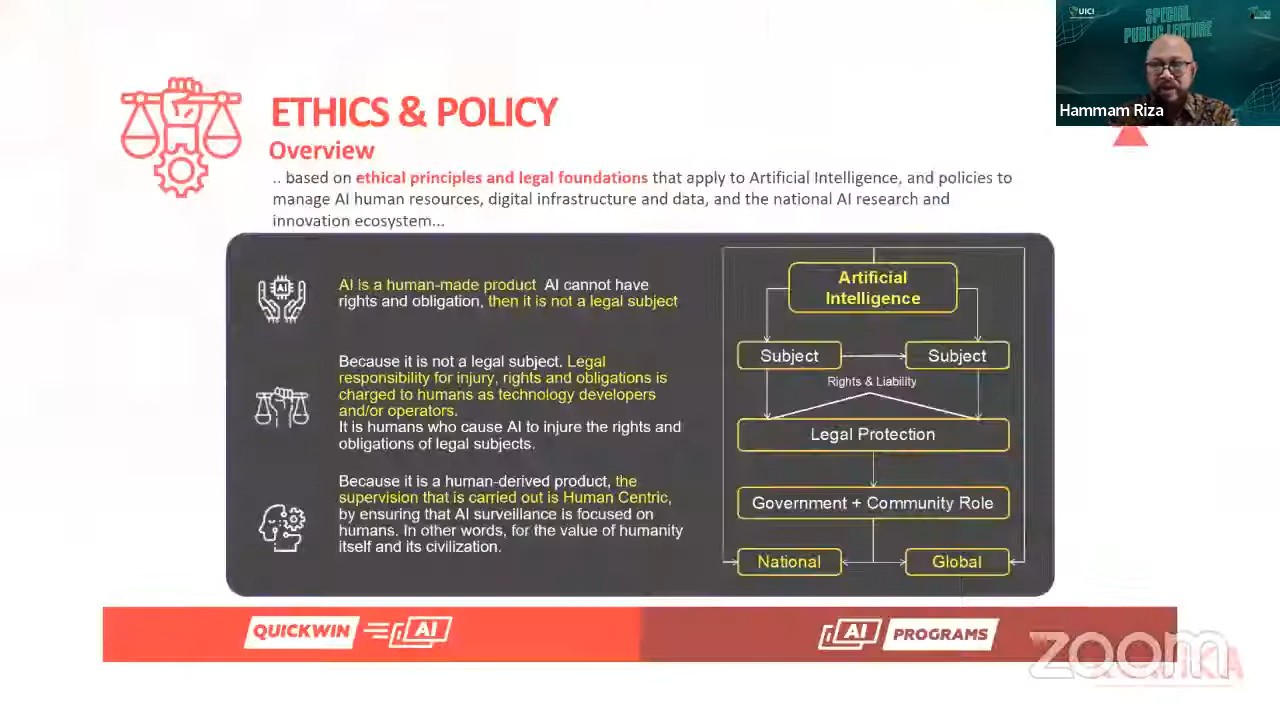 UICI
SPECIAL
PUBLIC LECTURE
Hammam Riza
ETHICS & POLICY
Overview
.. based on ethical principles and legal foundations that apply to Artificial Intelligence, and policies to
manage AI human resources, digital infrastructure and data, and the national AI research and
innovation ecosystem...
AI
AI is a human-made product AI cannot have
rights and obligation, then it is not a legal subject
Because it is not a legal subject. Legal
responsibility for injury, rights and obligations is
charged to humans as technology developers
and/or operators.
It is humans who cause AI to injure the rights and
obligations of legal subjects.
Because it is a human-derived product, the
supervision that is carried out is Human Centric,
by ensuring that AI surveillance is focused on
humans. In other words, for the value of humanity
itself and its civilization.
Artificial
Intelligence
Subject
Subject
Rights & Liability
Legal Protection
Government + Community Role
National
Global
QUICKWIN AI
AI PROGRAMS
zoom